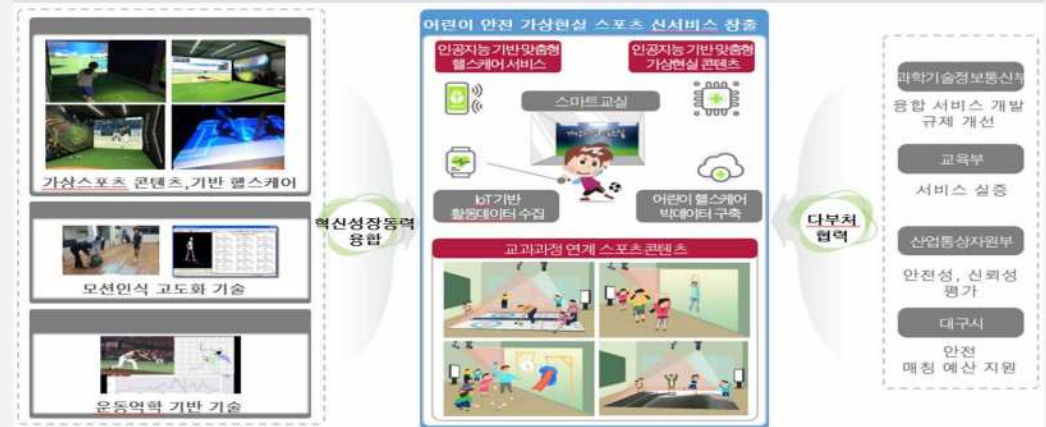 가상스포츠 콘텐츠,기반 헬스케어
모션인식 고도화 기술
운동역학 기반 기술
혁신성장동력
융합
어린이 안전 가상현실 스포츠 신서비스 창출
인공지능 기반 맞춤형
헬스케어 서비스
인공지능 기반 맞춤형
가상현실 콘텐츠
스마트교실
IoT기반
활동데이터 수집
어린이 헬스케어
빅데이터 구축
교과과정 연계 스포츠콘텐츠
다부처
협력
과학기술정보통신부
융합 서비스 개발
규제 개선
교육부
서비스 실증
산업통상자원부
안전성, 신뢰성
평가
대구시
안전
매칭 예산 지원